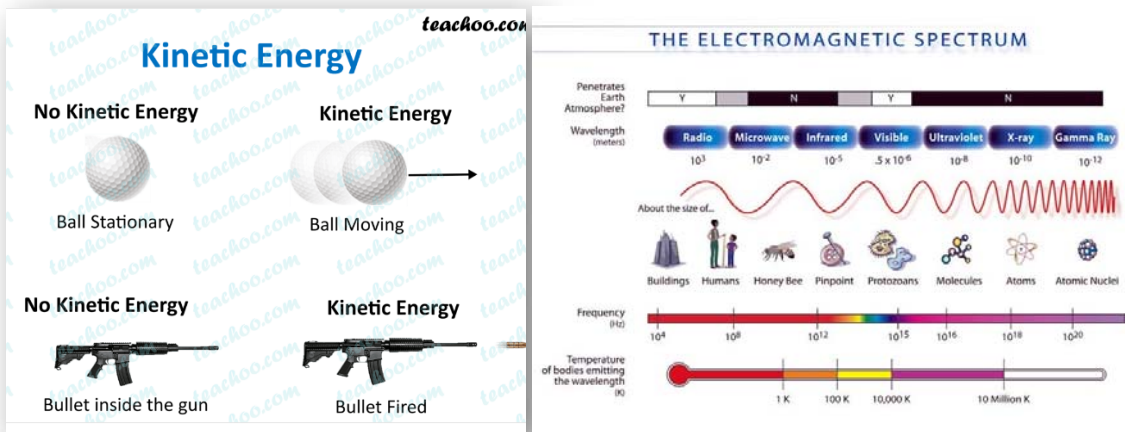 teachoo.com
Kinetic Energy
No Kinetic Energy
Kinetic Energy
Ball Stationary
Ball Moving
No Kinetic Energy
Kinetic Energy
Bullet inside the gun
Bullet Fired
THE ELECTROMAGNETIC SPECTRUM
Penetrates
Earth
Atmosphere?
Y N Y N
Wavelength
(meters)
Radio Microwave Infrared Visible Ultraviolet X-ray Gamma Ray
10³ 10⁻² 10⁻⁵ .5 x 10⁻⁶ 10⁻⁸ 10⁻¹⁰ 10⁻¹²
About the size of...
Buildings Humans Honey Bee Pinpoint Protozoans Molecules Atoms Atomic Nuclei
Frequency
(Hz)
10⁴ 10⁸ 10¹² 10¹⁵ 10¹⁶ 10¹⁸ 10²⁰
Temperature
of bodies emitting
the wavelength
(K)
1 K 100 K 10,000 K 10 Million K